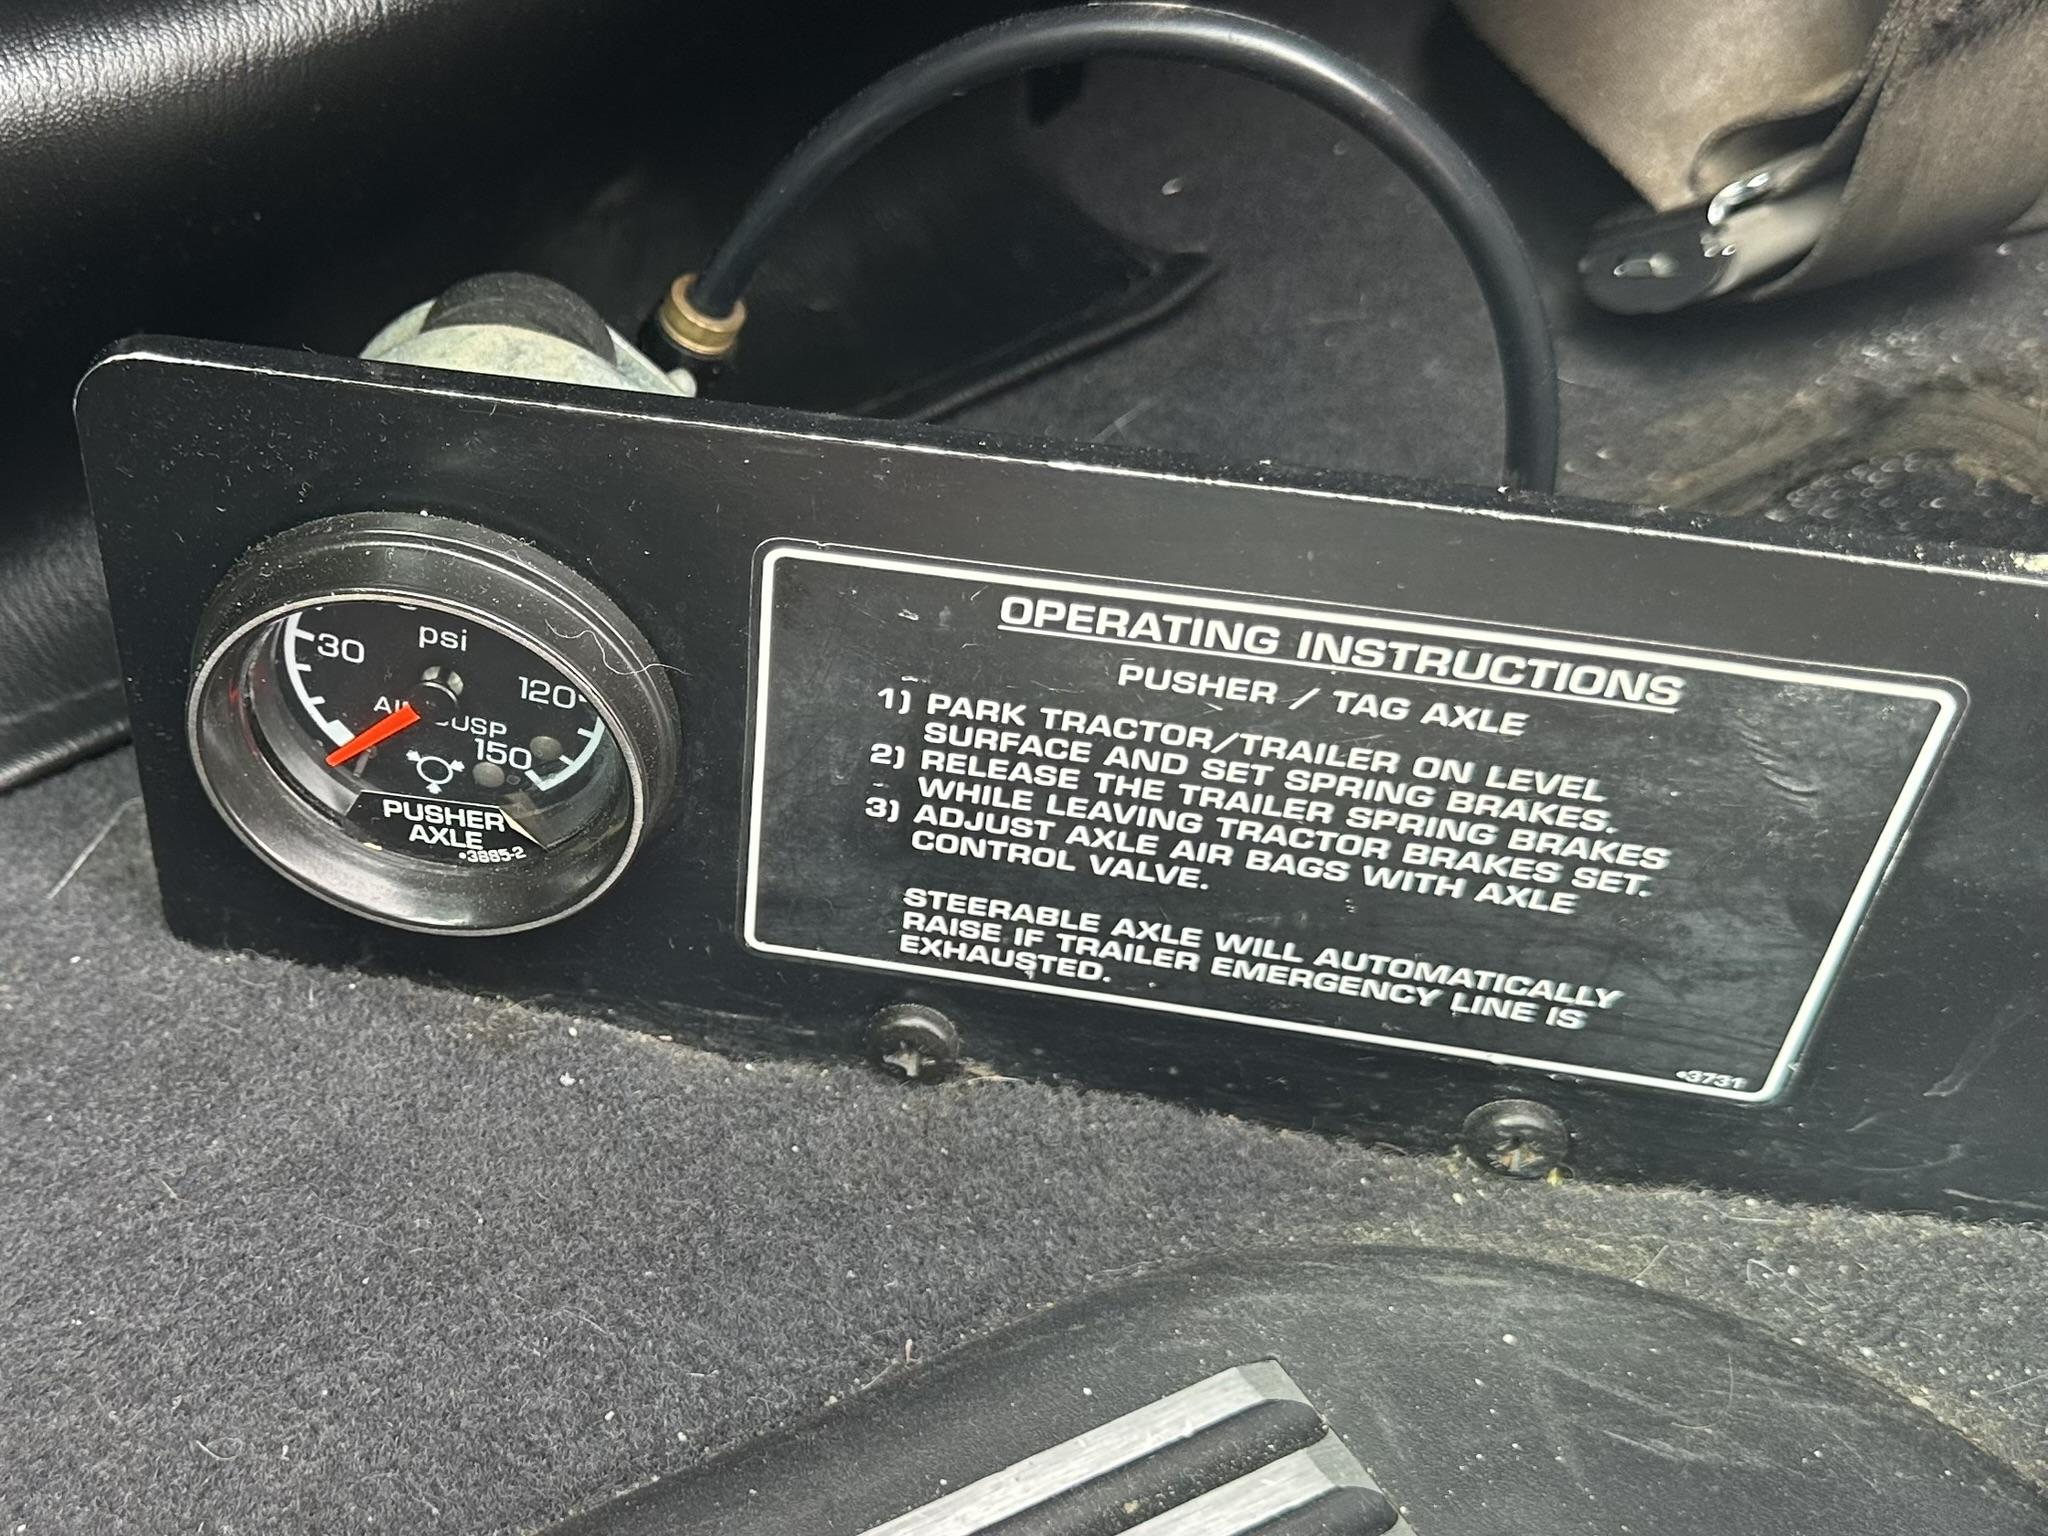 psi
30
120
AIR SUSP
150
PUSHER
AXLE
•3885-2
OPERATING INSTRUCTIONS
PUSHER / TAG AXLE
1) PARK TRACTOR/TRAILER ON LEVEL
SURFACE AND SET SPRING BRAKES.
2) RELEASE THE TRAILER SPRING BRAKES
WHILE LEAVING TRACTOR BRAKES SET.
3) ADJUST AXLE AIR BAGS WITH AXLE
CONTROL VALVE.
STEERABLE AXLE WILL AUTOMATICALLY
RAISE IF TRAILER EMERGENCY LINE IS
EXHAUSTED.
•3731